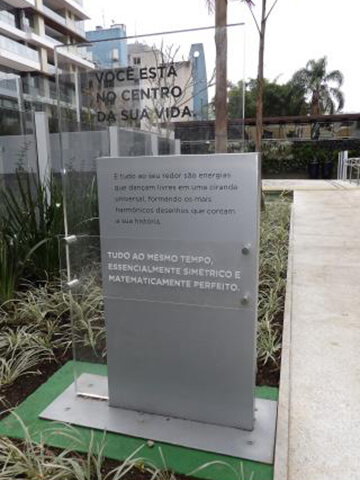 VOCÊ ESTÁ
NO CENTRO
DA SUA VIDA.
E tudo ao seu redor são energias
que dançam livres em uma ciranda
universal, formando os mais
harmônicos desenhos que contam
a sua história.
TUDO AO MESMO TEMPO,
ESSENCIALMENTE SIMÉTRICO E
MATEMATICAMENTE PERFEITO.